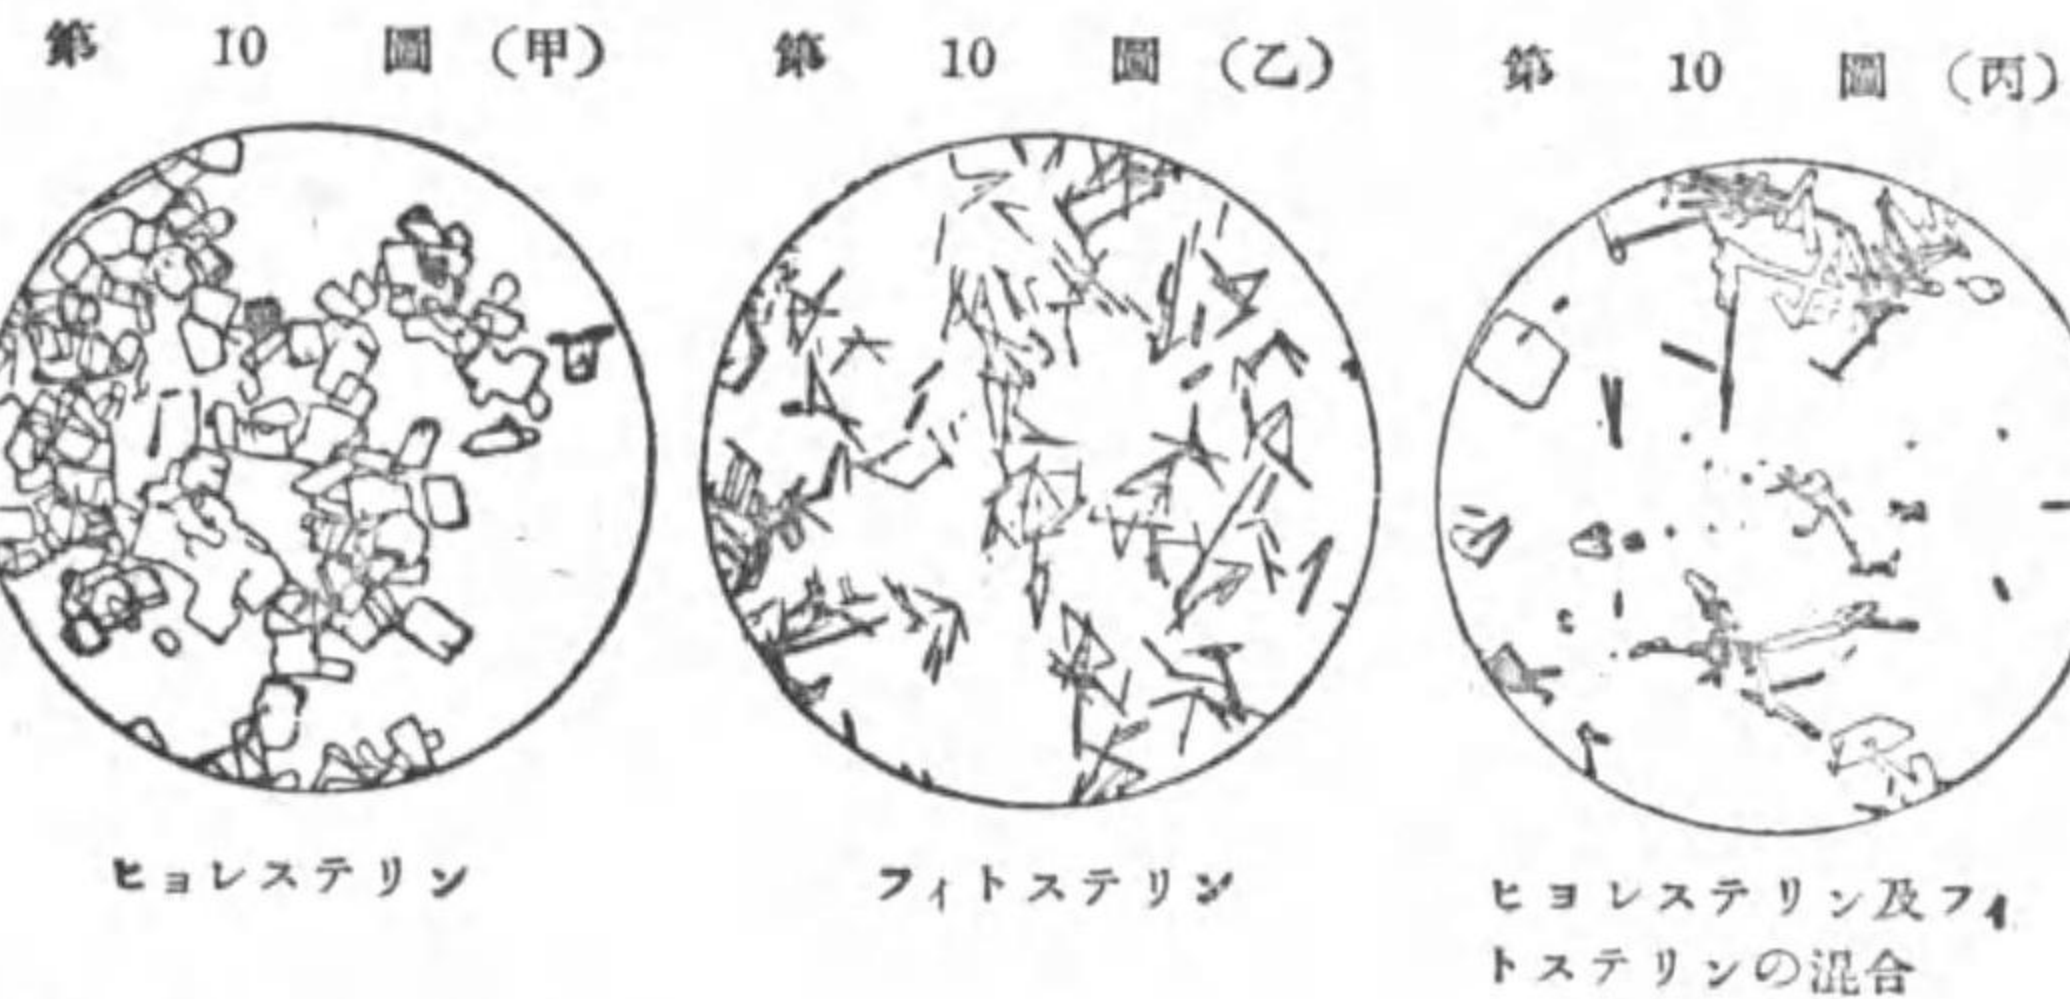 第 10 圖 (甲)
ヒョレステリン
第 10 圖 (乙)
フィトステリン
第 10 圖 (丙)
ヒヨレステリン及フィ
トステリンの混合